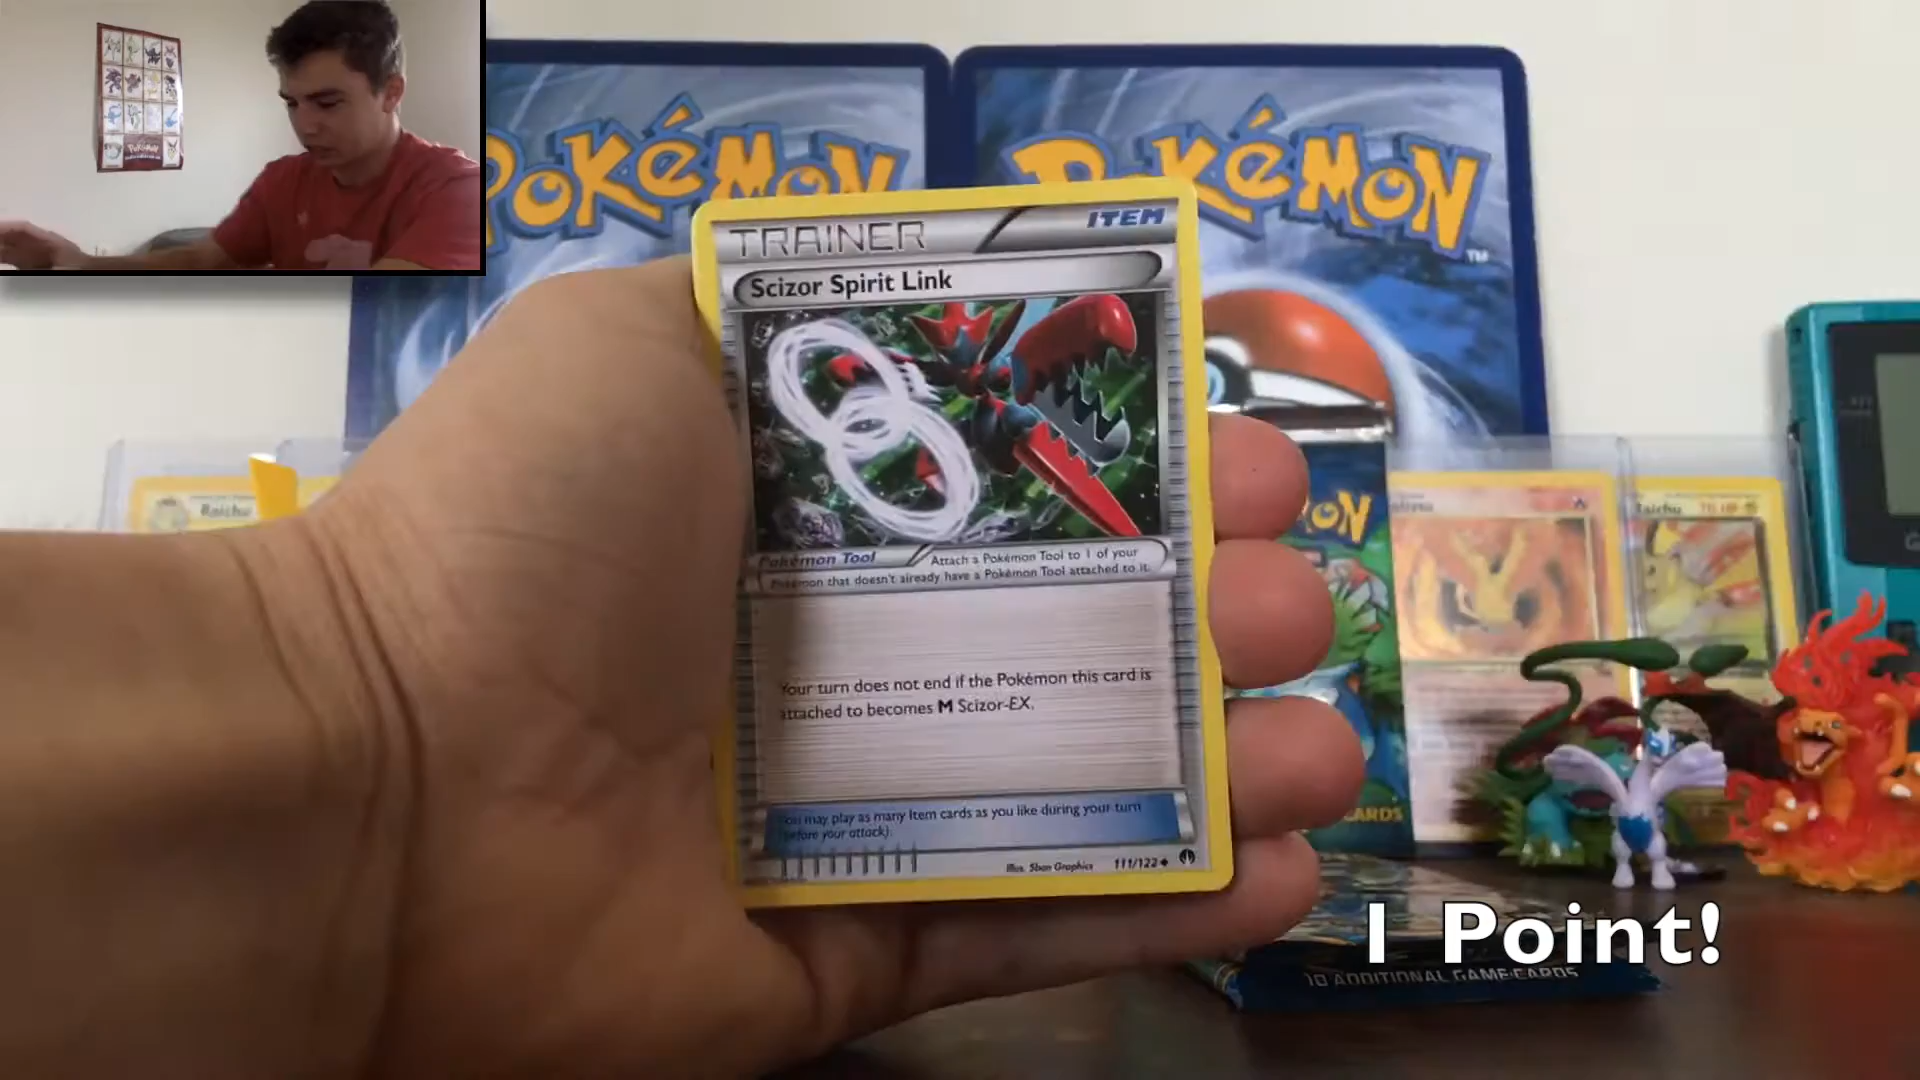 POKÉMON
POKÉMON
TM
TRAINER
ITEM
Scizor Spirit Link
Pokémon Tool
Attach a Pokémon Tool to 1 of your
Pokémon that doesn't already have a Pokémon Tool attached to it.
Your turn does not end if the Pokémon this card is
attached to becomes M Scizor-EX.
You may play as many Item cards as you like during your turn
(before your attack).
Illus. 5ban Graphics
111/122
Raichu
Raichu
CARDS
I Point!
10 ADDITIONAL GAME CARDS